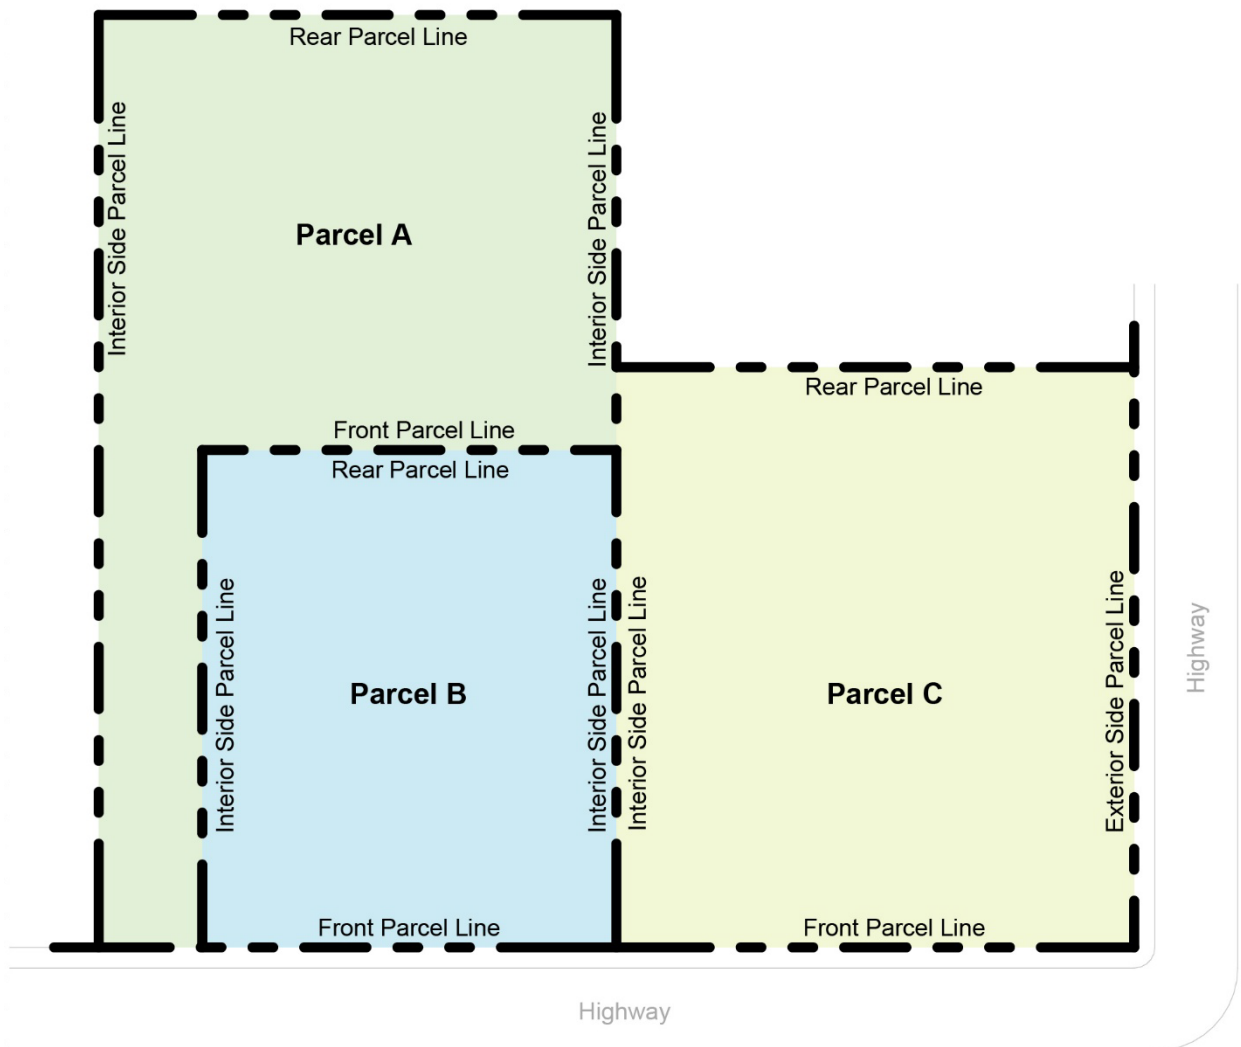 Rear Parcel Line
Interior Side Parcel Line
Interior Side Parcel Line
Parcel A
Rear Parcel Line
Front Parcel Line
Rear Parcel Line
Interior Side Parcel Line
Interior Side Parcel Line
Interior Side Parcel Line
Exterior Side Parcel Line
Highway
Parcel B
Parcel C
Front Parcel Line
Front Parcel Line
Highway